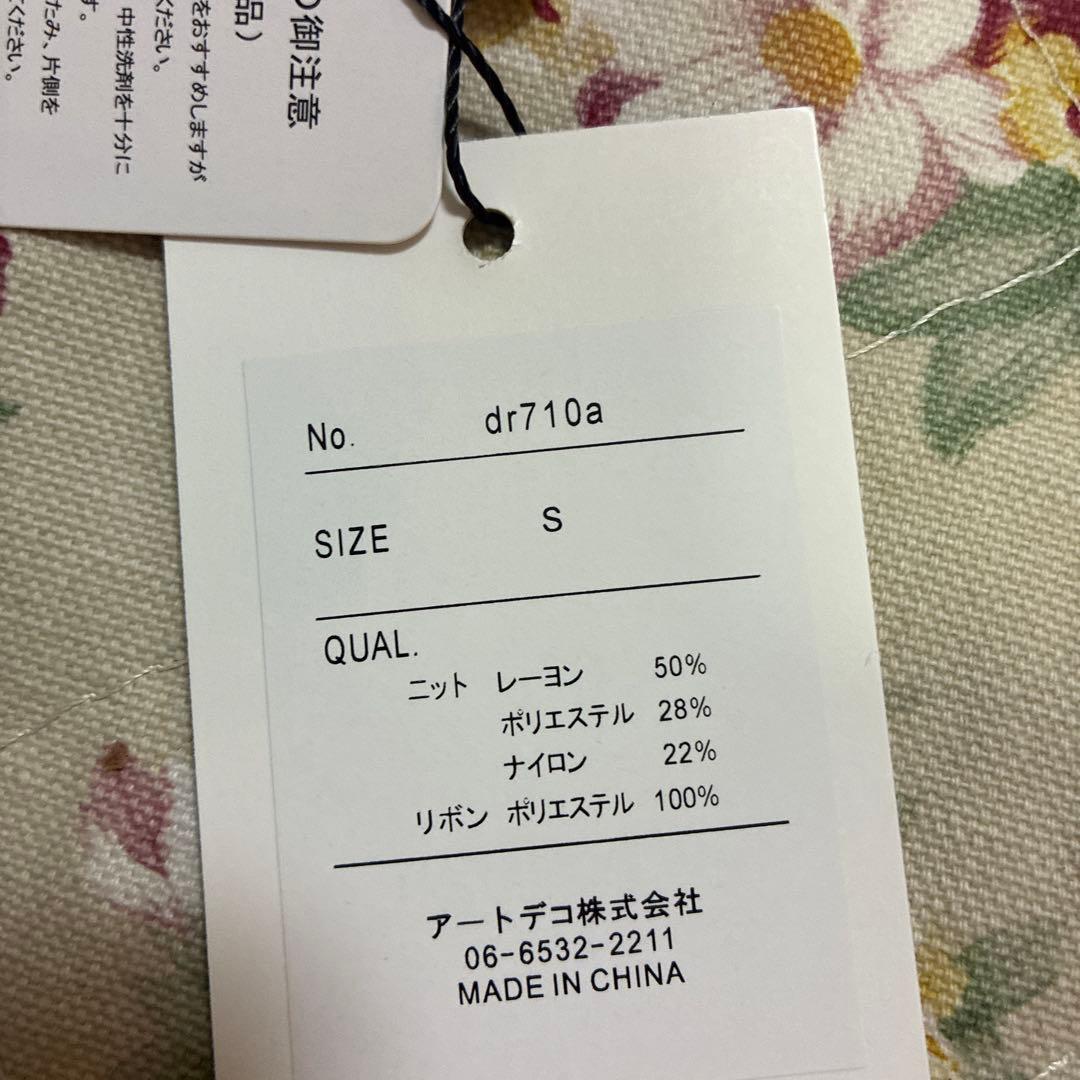 御注意
品)
をおすすめしますが
ください。
中性洗剤を十分に
す。
たみ、片側を
ください。
No. dr710a
SIZE S
QUAL.
ニット レーヨン 50%
ポリエステル 28%
ナイロン 22%
リボン ポリエステル 100%
アートデコ株式会社
06-6532-2211
MADE IN CHINA